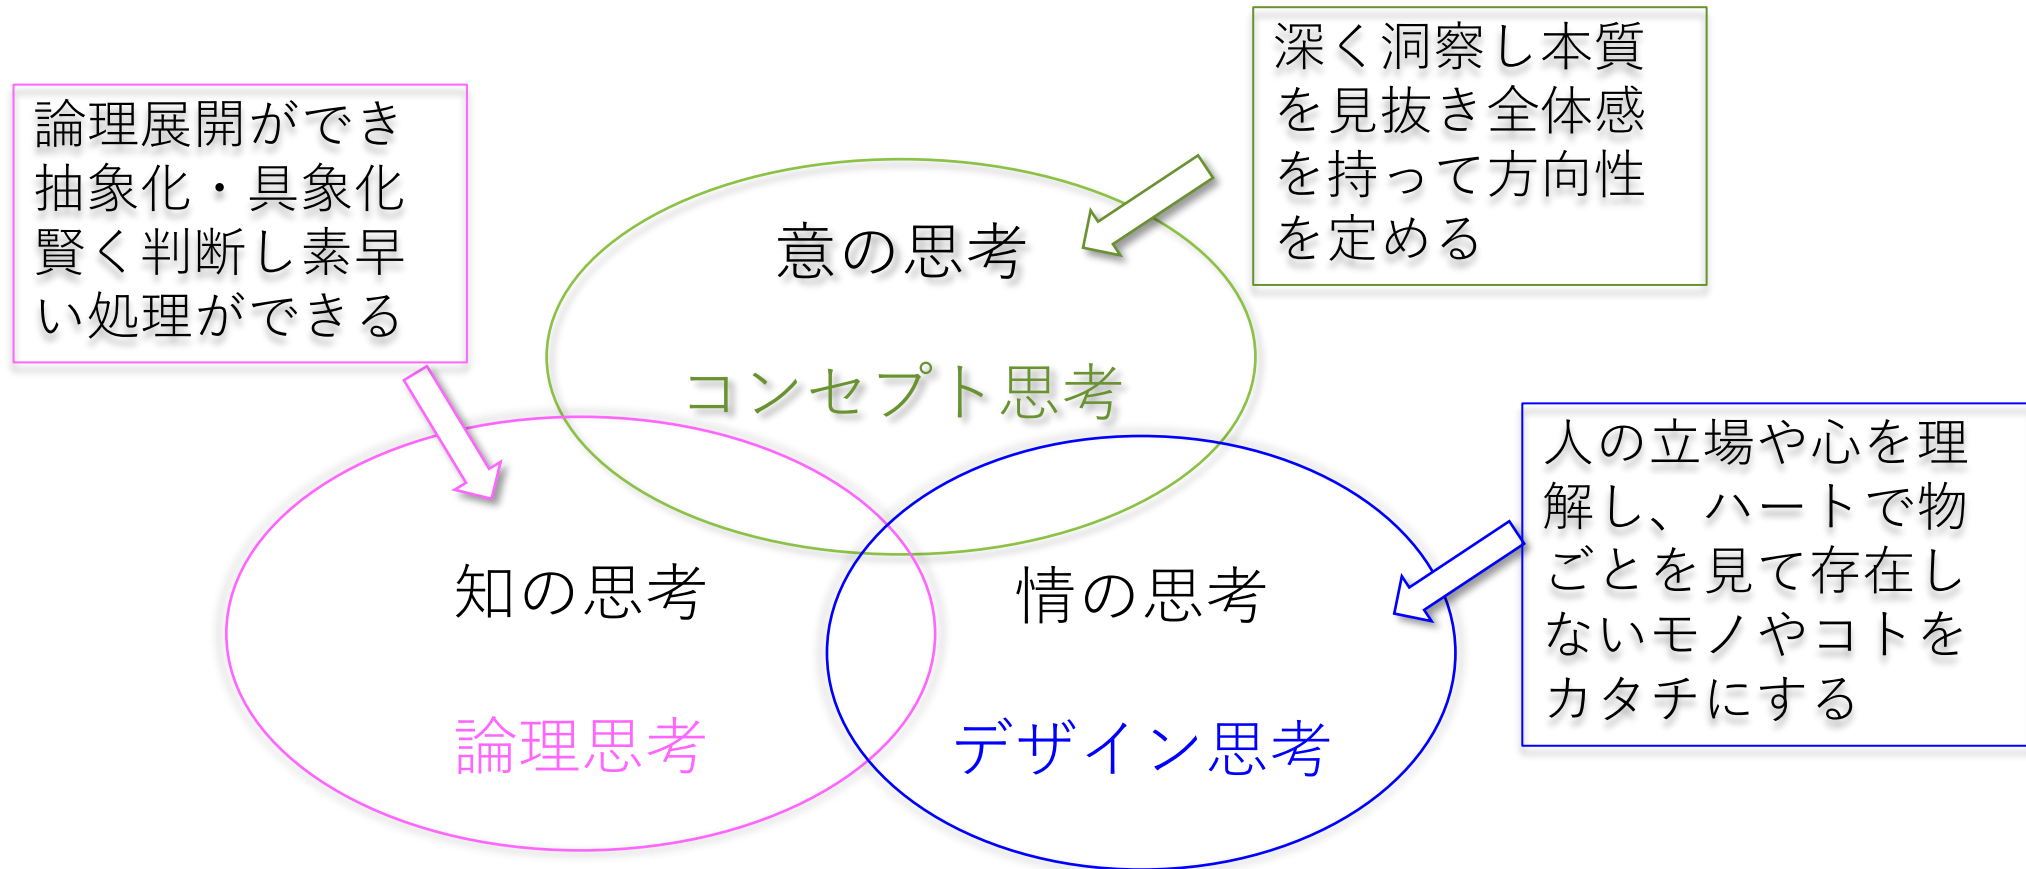 論理展開ができ
抽象化・具象化
賢く判断し素早
い処理ができる
深く洞察し本質
を見抜き全体感
を持って方向性
を定める
意の思考
コンセプト思考
人の立場や心を理
解し、ハートで物
ごとを見て存在し
ないモノやコトを
カタチにする
知の思考
論理思考
情の思考
デザイン思考